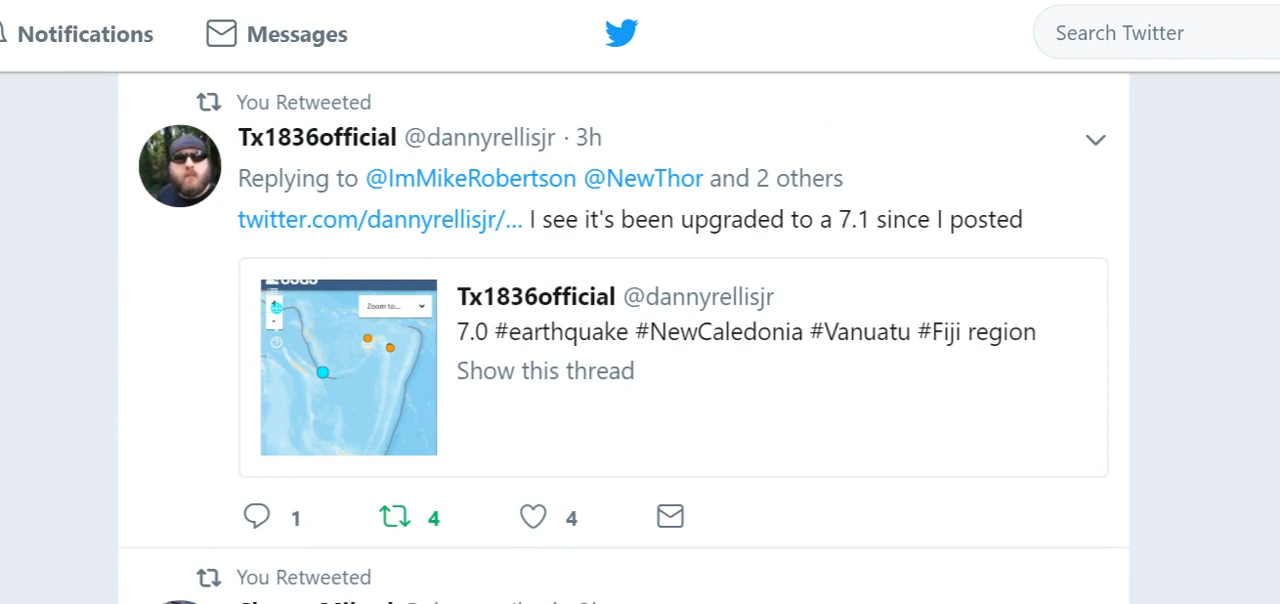 Notifications Messages Search Twitter
You Retweeted
Tx1836official @dannyrellisjr · 3h
Replying to @ImMikeRobertson @NewThor and 2 others
twitter.com/dannyrellisjr/... I see it's been upgraded to a 7.1 since I posted
USGS
Zoom to...
Tx1836official @dannyrellisjr
7.0 #earthquake #NewCaledonia #Vanuatu #Fiji region
Show this thread
1 4 4
You Retweeted